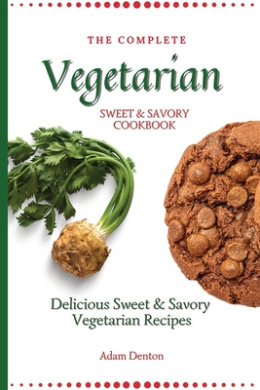 THE COMPLETE
Vegetarian
SWEET & SAVORY
COOKBOOK
Delicious Sweet & Savory
Vegetarian Recipes
Adam Denton